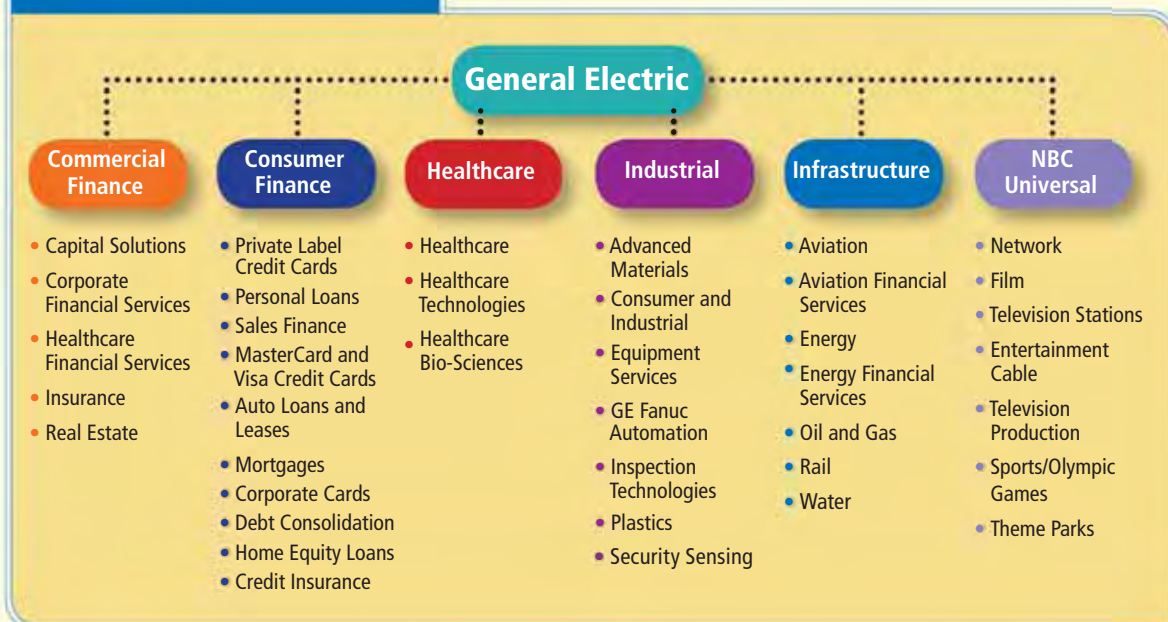 General Electric
Commercial
Finance
• Capital Solutions
• Corporate
Financial Services
• Healthcare
Financial Services
• Insurance
• Real Estate
Consumer
Finance
• Private Label
Credit Cards
• Personal Loans
• Sales Finance
• MasterCard and
Visa Credit Cards
• Auto Loans and
Leases
• Mortgages
• Corporate Cards
• Debt Consolidation
• Home Equity Loans
• Credit Insurance
Healthcare
• Healthcare
• Healthcare
Technologies
• Healthcare
Bio-Sciences
Industrial
• Advanced
Materials
• Consumer and
Industrial
• Equipment
Services
• GE Fanuc
Automation
• Inspection
Technologies
• Plastics
• Security Sensing
Infrastructure
• Aviation
• Aviation Financial
Services
• Energy
• Energy Financial
Services
• Oil and Gas
• Rail
• Water
NBC
Universal
• Network
• Film
• Television Stations
• Entertainment
Cable
• Television
Production
• Sports/Olympic
Games
• Theme Parks